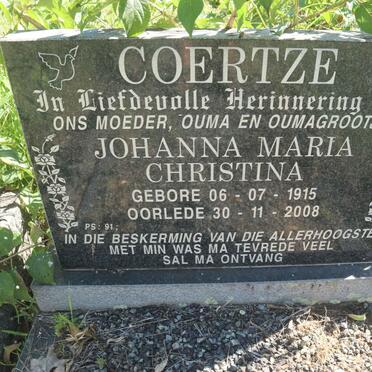 COERTZE
In Liefdevolle Herinnering
ONS MOEDER, OUMA EN OUMAGROOT
JOHANNA MARIA
CHRISTINA
GEBORE 06 - 07 - 1915
OORLEDE 30 - 11 - 2008
PS: 91;
IN DIE BESKERMING VAN DIE ALLERHOOGSTE
MET MIN WAS MA TEVREDE VEEL
SAL MA ONTVANG